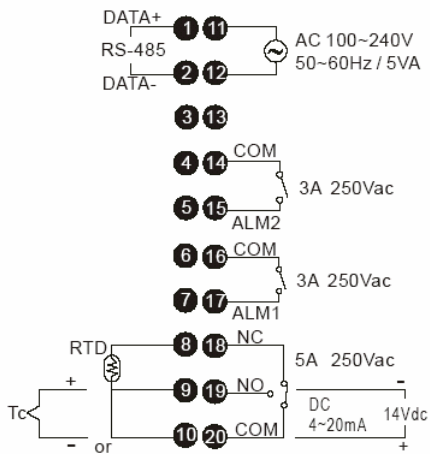 DATA+
RS-485
DATA-
1 11
2 12
AC 100~240V
50~60Hz / 5VA
3 13
4 14 COM
3A 250Vac
5 15
ALM2
6 16 COM
3A 250Vac
7 17
ALM1
RTD
8 18 NC
5A 250Vac
+
Tc
9 19 NO
-
DC
4~20mA
14Vdc
-
or
10 20 COM
+